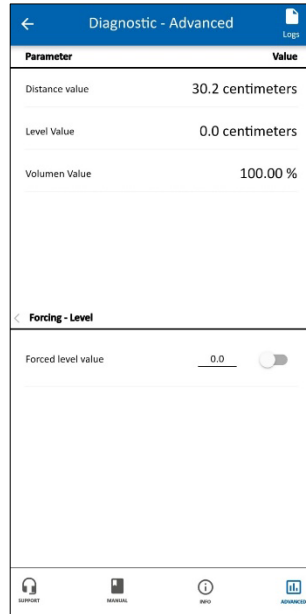 Diagnostic - Advanced
Logs
Parameter Value
Distance value 30.2 centimeters
Level Value 0.0 centimeters
Volumen Value 100.00 %
Forcing - Level
Forced level value 0.0
SUPPORT MANUAL INFO ADVANCED